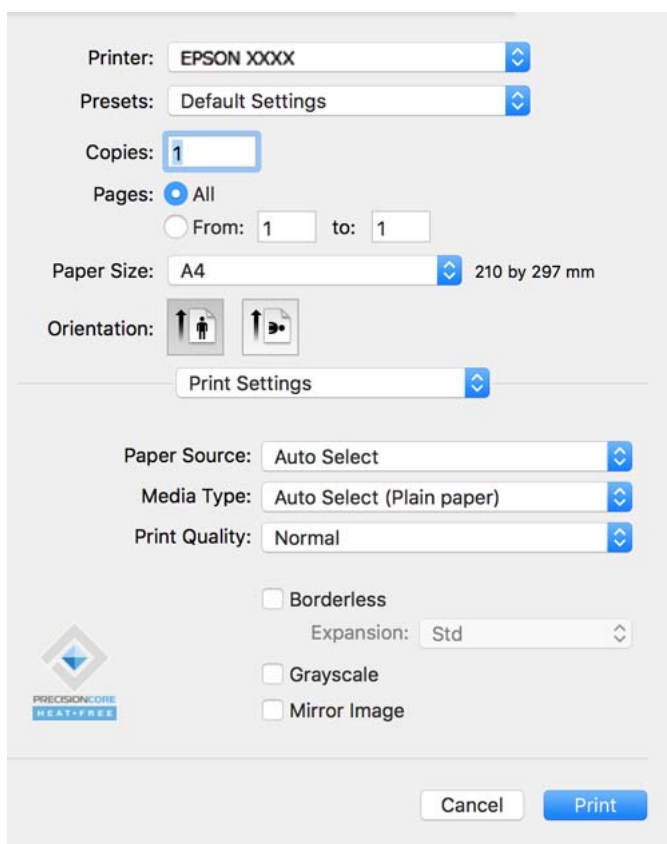 Printer: EPSON XXXX
Presets: Default Settings
Copies: 1
Pages: All
From: 1 to: 1
Paper Size: A4 210 by 297 mm
Orientation:
Print Settings
Paper Source: Auto Select
Media Type: Auto Select (Plain paper)
Print Quality: Normal
Borderless
Expansion: Std
Grayscale
Mirror Image
PRECISIONCORE
HEAT-FREE
Cancel Print